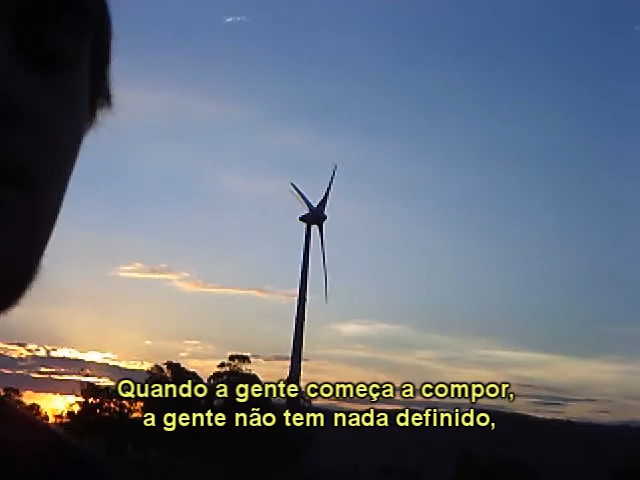 Quando a gente começa a compor,
a gente não tem nada definido,